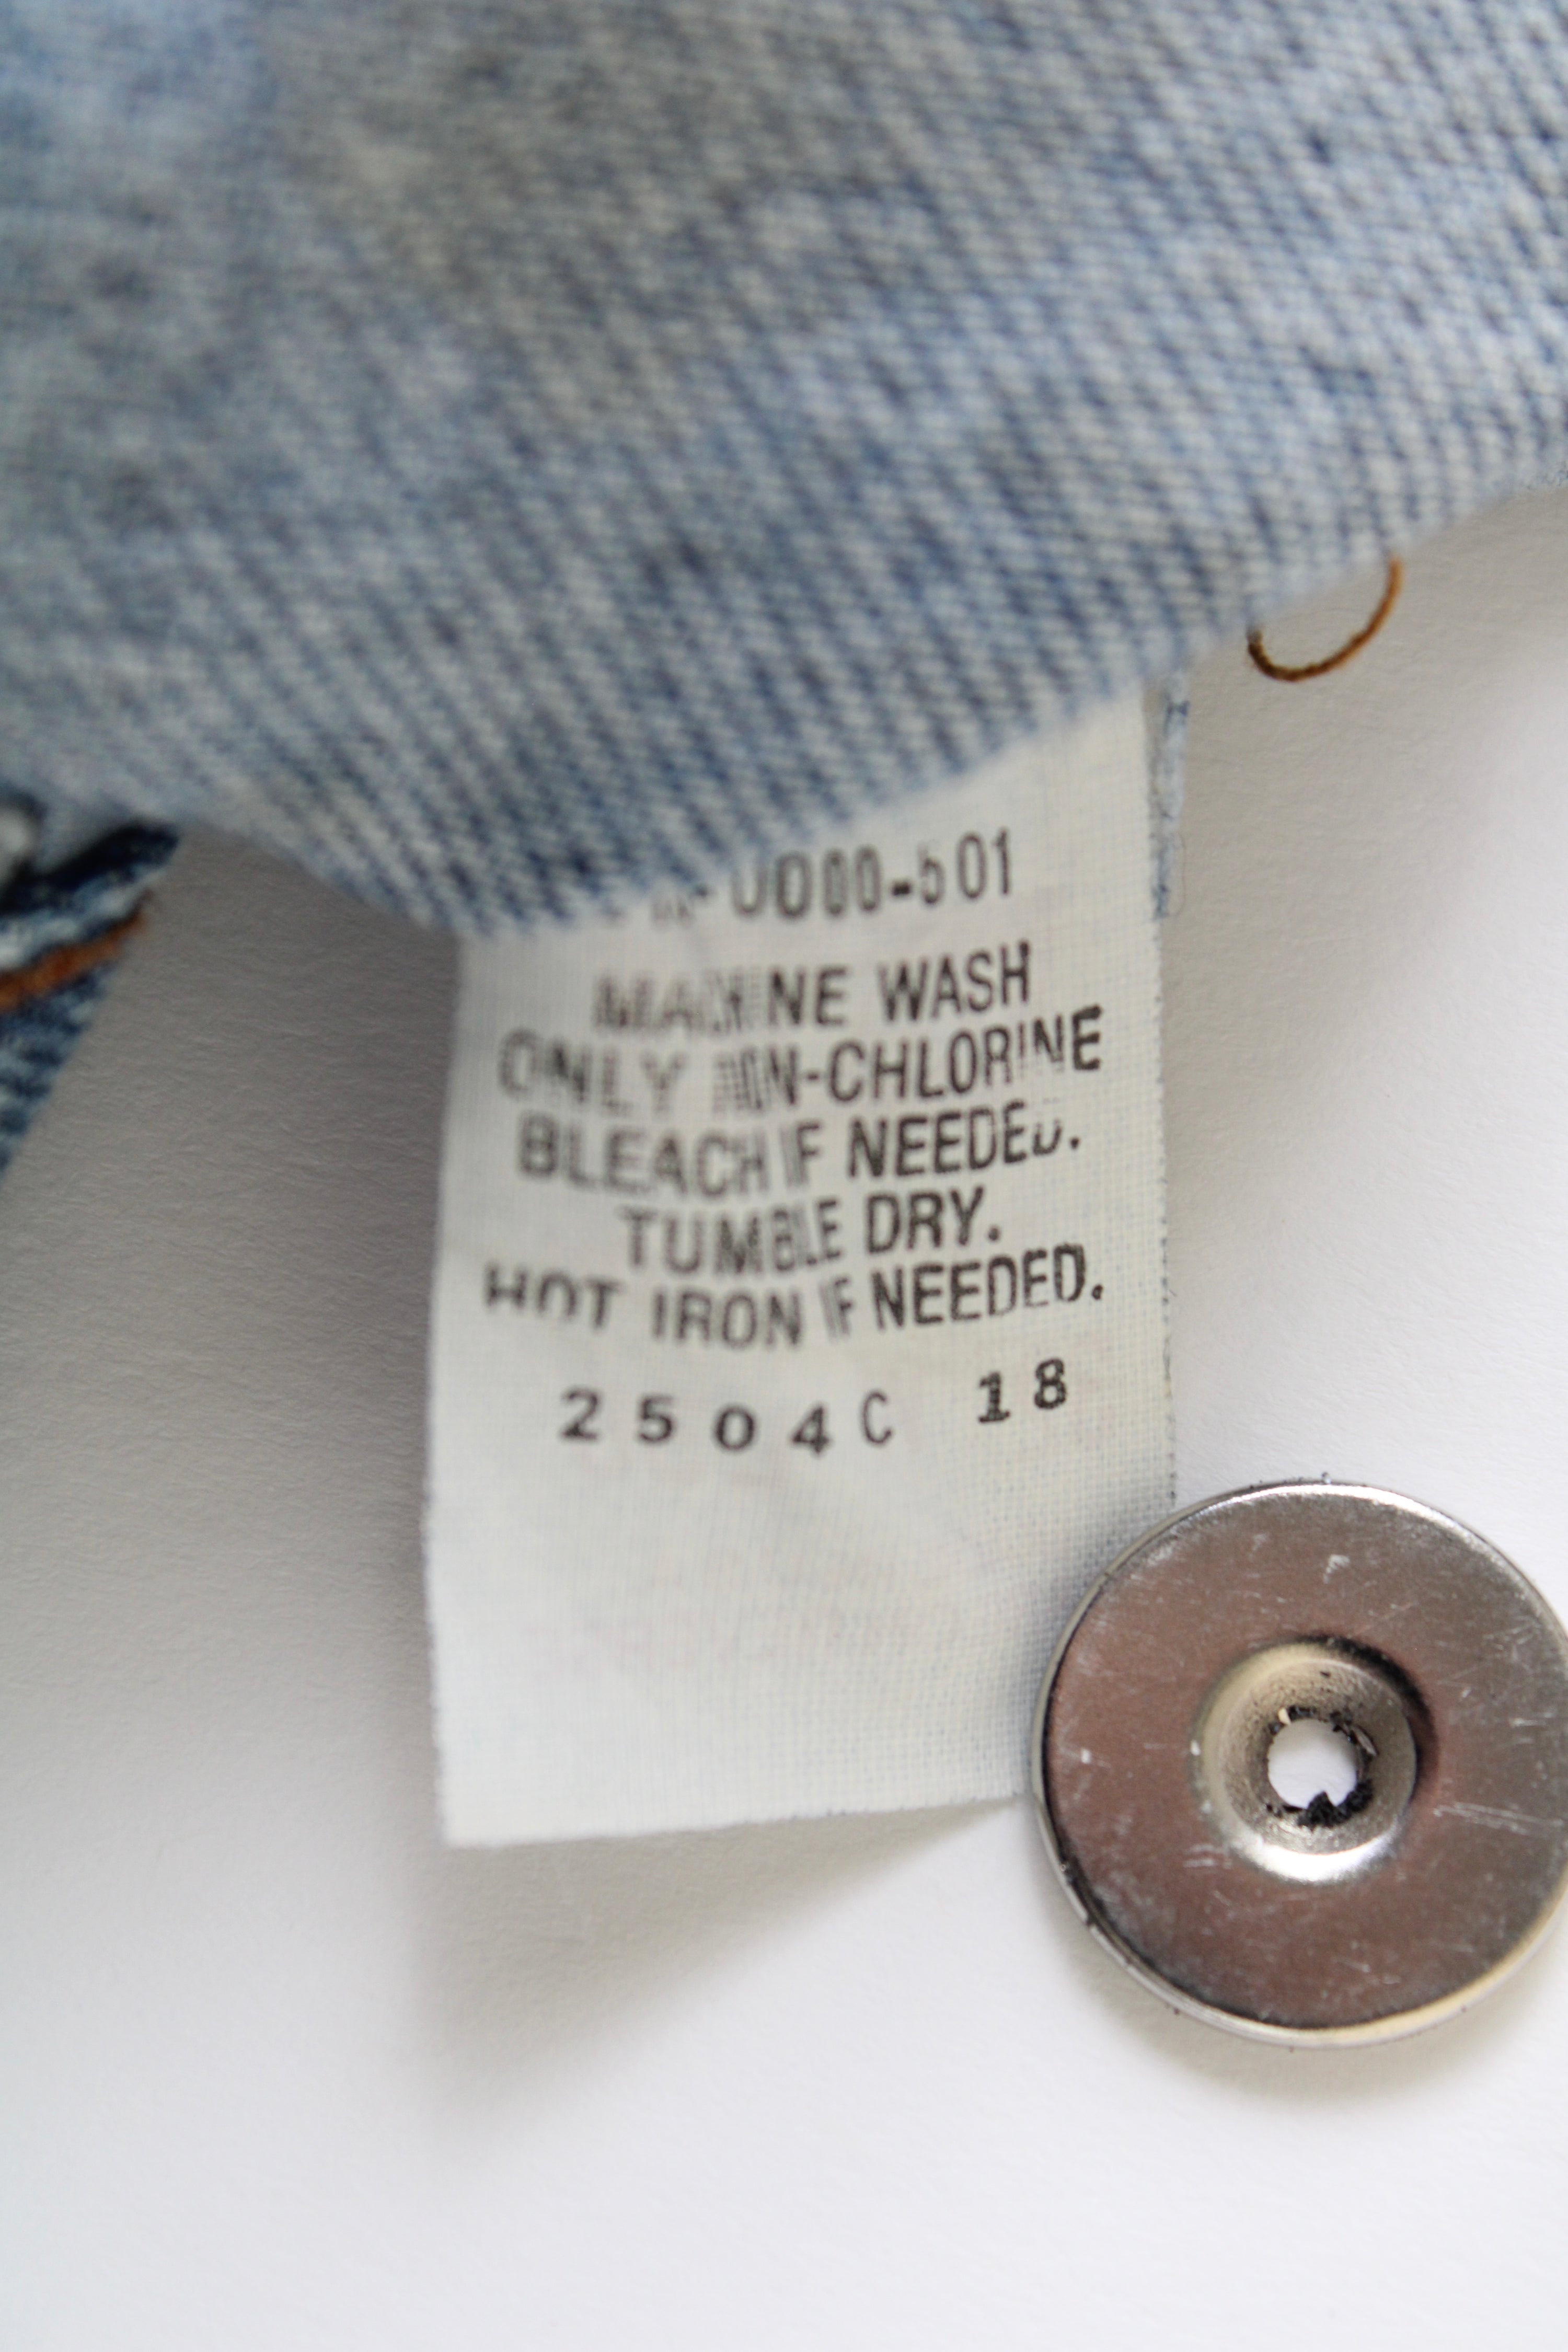 0000-501
MACHINE WASH
ONLY NON-CHLORINE
BLEACH IF NEEDED.
TUMBLE DRY.
HOT IRON IF NEEDED.
2504C 18